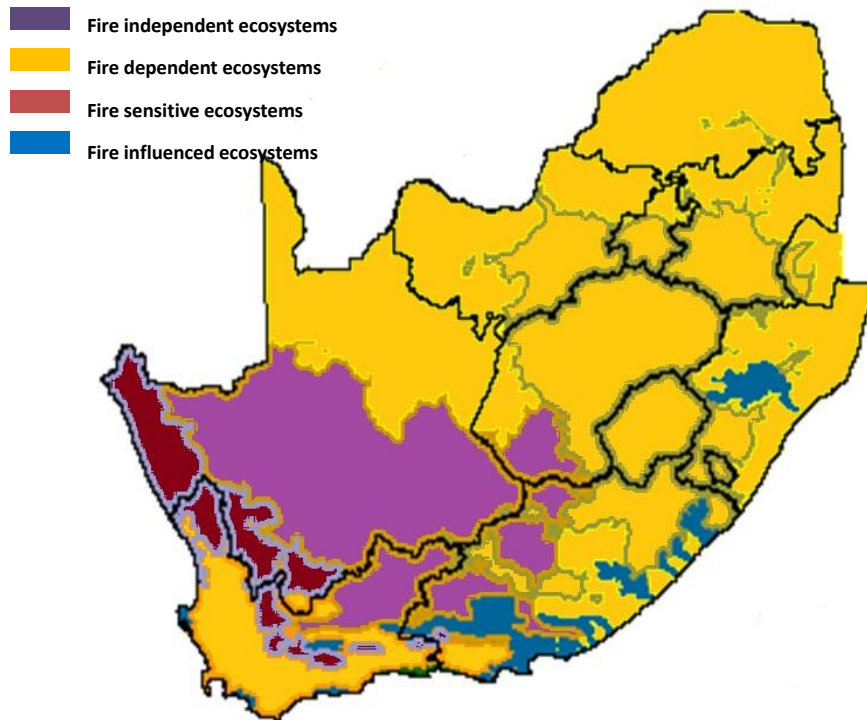 Fire independent ecosystems
Fire dependent ecosystems
Fire sensitive ecosystems
Fire influenced ecosystems